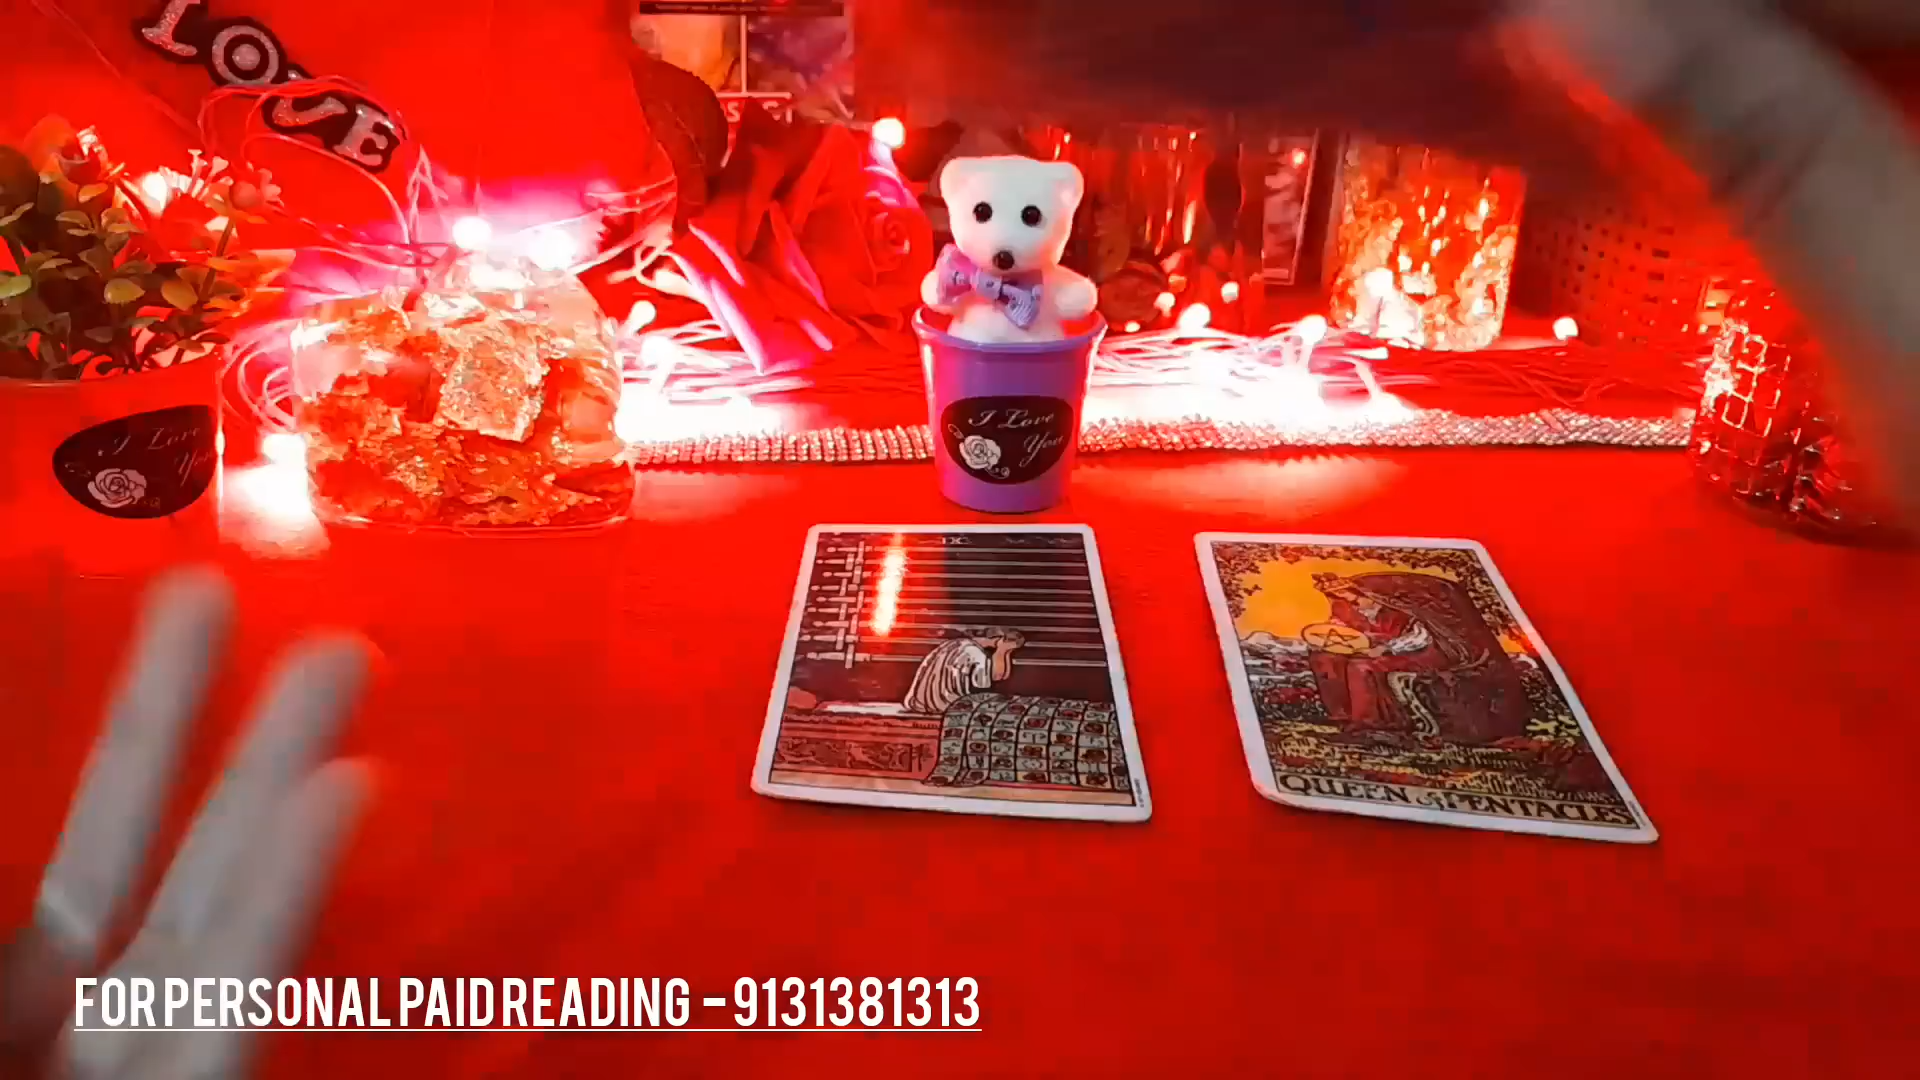 LOVE
I Love
You
I Love
You
IX
QUEEN of PENTACLES
FOR PERSONAL PAID READING - 9131381313